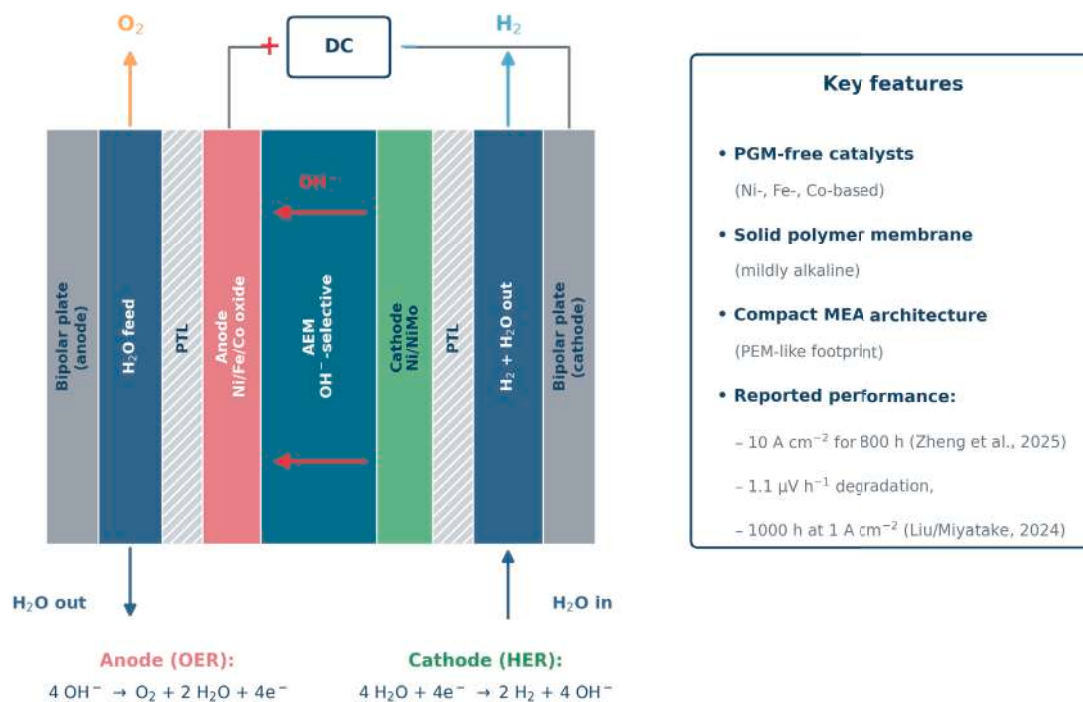 O₂
H₂
+
DC
−
OH⁻
Bipolar plate
(anode)
H₂O feed
PTL
Anode
Ni/Fe/Co oxide
AEM
OH⁻-selective
Cathode
Ni/NiMo
PTL
H₂ + H₂O out
Bipolar plate
(cathode)
H₂O out
H₂O in
Anode (OER):
4 OH⁻ → O₂ + 2 H₂O + 4e⁻
Cathode (HER):
4 H₂O + 4e⁻ → 2 H₂ + 4 OH⁻
Key features
• PGM-free catalysts
(Ni-, Fe-, Co-based)
• Solid polymer membrane
(mildly alkaline)
• Compact MEA architecture
(PEM-like footprint)
• Reported performance:
– 10 A cm⁻² for 800 h (Zheng et al., 2025)
– 1.1 μV h⁻¹ degradation,
– 1000 h at 1 A cm⁻² (Liu/Miyatake, 2024)